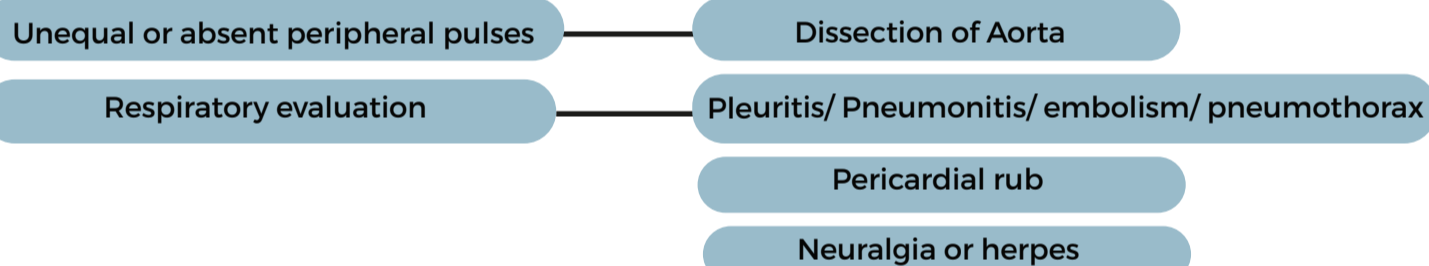 Unequal or absent peripheral pulses
Dissection of Aorta
Respiratory evaluation
Pleuritis/ Pneumonitis/ embolism/ pneumothorax
Pericardial rub
Neuralgia or herpes